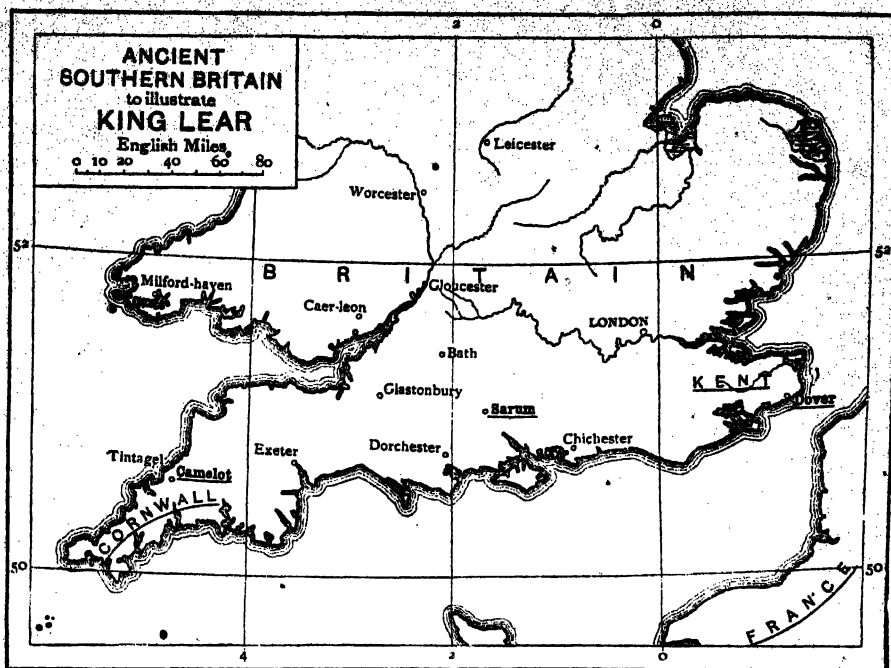 ANCIENT
SOUTHERN BRITAIN
to illustrate
KING LEAR
English Miles
0 10 20 40 60 80
2 0
Leicester
Worcester
52 52
BRITAIN
Milford-haven
Gloucester
Caer-leon
LONDON
Bath
KENT
Glastonbury
Dover
Sarum
Chichester
Dorchester
Exeter
Tintagel
Camelot
CORNWALL
50 50
FRANCE
4 2 0